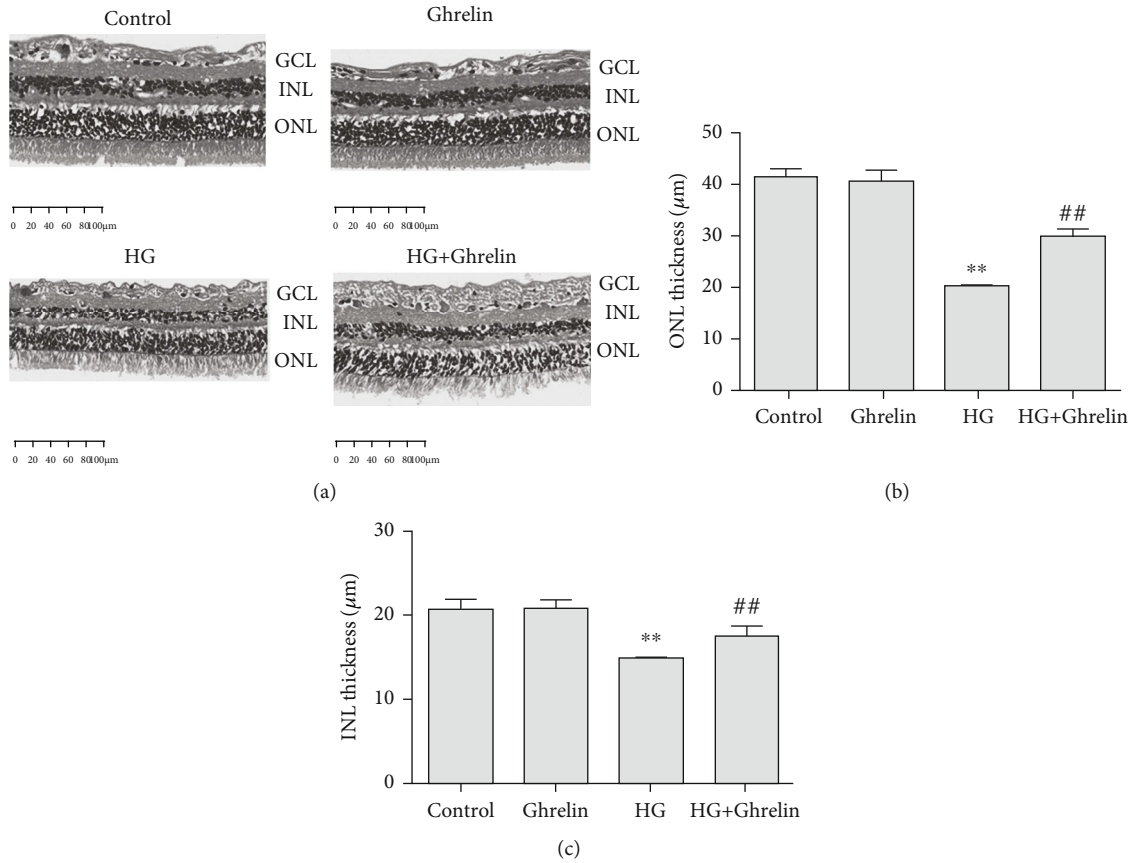 Control
GCL
INL
ONL
0 20 40 60 80 100μm
Ghrelin
GCL
INL
ONL
0 20 40 60 80 100μm
HG
GCL
INL
ONL
0 20 40 60 80 100μm
HG+Ghrelin
GCL
INL
ONL
0 20 40 60 80 100μm
(a)
ONL thickness (μm)
50
40
30
20
10
0
**
##
Control Ghrelin HG HG+Ghrelin
(b)
INL thickness (μm)
30
20
10
0
**
##
Control Ghrelin HG HG+Ghrelin
(c)